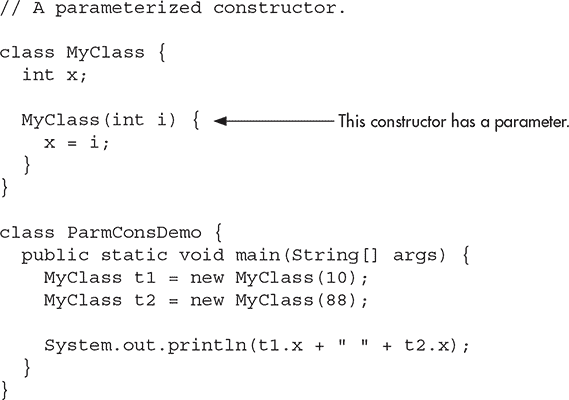 // A parameterized constructor.
class MyClass {
  int x;
  MyClass(int i) {
This constructor has a parameter.
    x = i;
  }
}
class ParmConsDemo {
  public static void main(String[] args) {
    MyClass t1 = new MyClass(10);
    MyClass t2 = new MyClass(88);
    System.out.println(t1.x + " " + t2.x);
  }
}